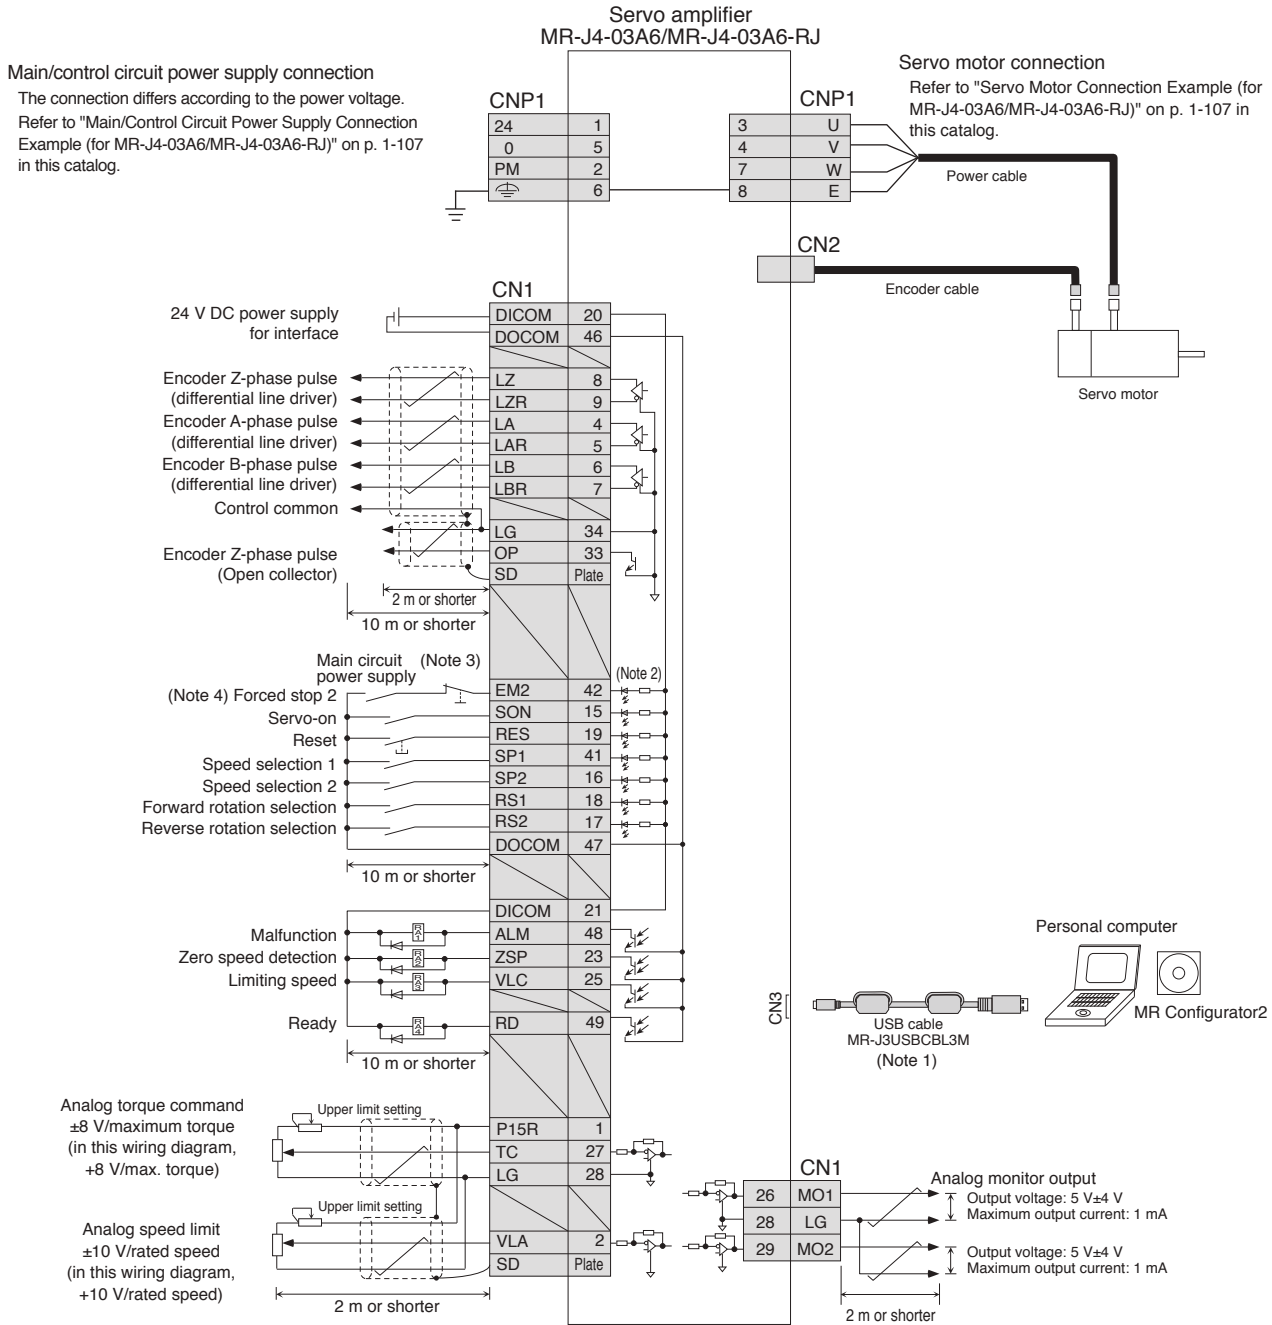 Servo amplifier
MR-J4-03A6/MR-J4-03A6-RJ
Main/control circuit power supply connection
The connection differs according to the power voltage.
Refer to "Main/Control Circuit Power Supply Connection
Example (for MR-J4-03A6/MR-J4-03A6-RJ)" on p. 1-107
in this catalog.
CNP1
24 1
0 5
PM 2
6
CNP1
3 U
4 V
7 W
8 E
Servo motor connection
Refer to "Servo Motor Connection Example (for
MR-J4-03A6/MR-J4-03A6-RJ)" on p. 1-107 in
this catalog.
Power cable
CN2
Encoder cable
Servo motor
CN1
24 V DC power supply
for interface
DICOM 20
DOCOM 46
Encoder Z-phase pulse
(differential line driver)
LZ 8
LZR 9
Encoder A-phase pulse
(differential line driver)
LA 4
LAR 5
Encoder B-phase pulse
(differential line driver)
LB 6
LBR 7
Control common
LG 34
Encoder Z-phase pulse
(Open collector)
OP 33
SD Plate
2 m or shorter
10 m or shorter
Main circuit
power supply
(Note 3)
(Note 2)
(Note 4) Forced stop 2 EM2 42
Servo-on SON 15
Reset RES 19
Speed selection 1 SP1 41
Speed selection 2 SP2 16
Forward rotation selection RS1 18
Reverse rotation selection RS2 17
DOCOM 47
10 m or shorter
DICOM 21
Malfunction RA1 ALM 48
Zero speed detection RA2 ZSP 23
Limiting speed RA3 VLC 25
Ready RA4 RD 49
10 m or shorter
CN3
USB cable
MR-J3USBCBL3M
(Note 1)
Personal computer
MR Configurator2
Analog torque command
±8 V/maximum torque
(in this wiring diagram,
+8 V/max. torque)
Upper limit setting
P15R 1
TC 27
LG 28
Analog speed limit
±10 V/rated speed
(in this wiring diagram,
+10 V/rated speed)
Upper limit setting
VLA 2
SD Plate
2 m or shorter
CN1
26 MO1
28 LG
29 MO2
Analog monitor output
Output voltage: 5 V±4 V
Maximum output current: 1 mA
Output voltage: 5 V±4 V
Maximum output current: 1 mA
2 m or shorter